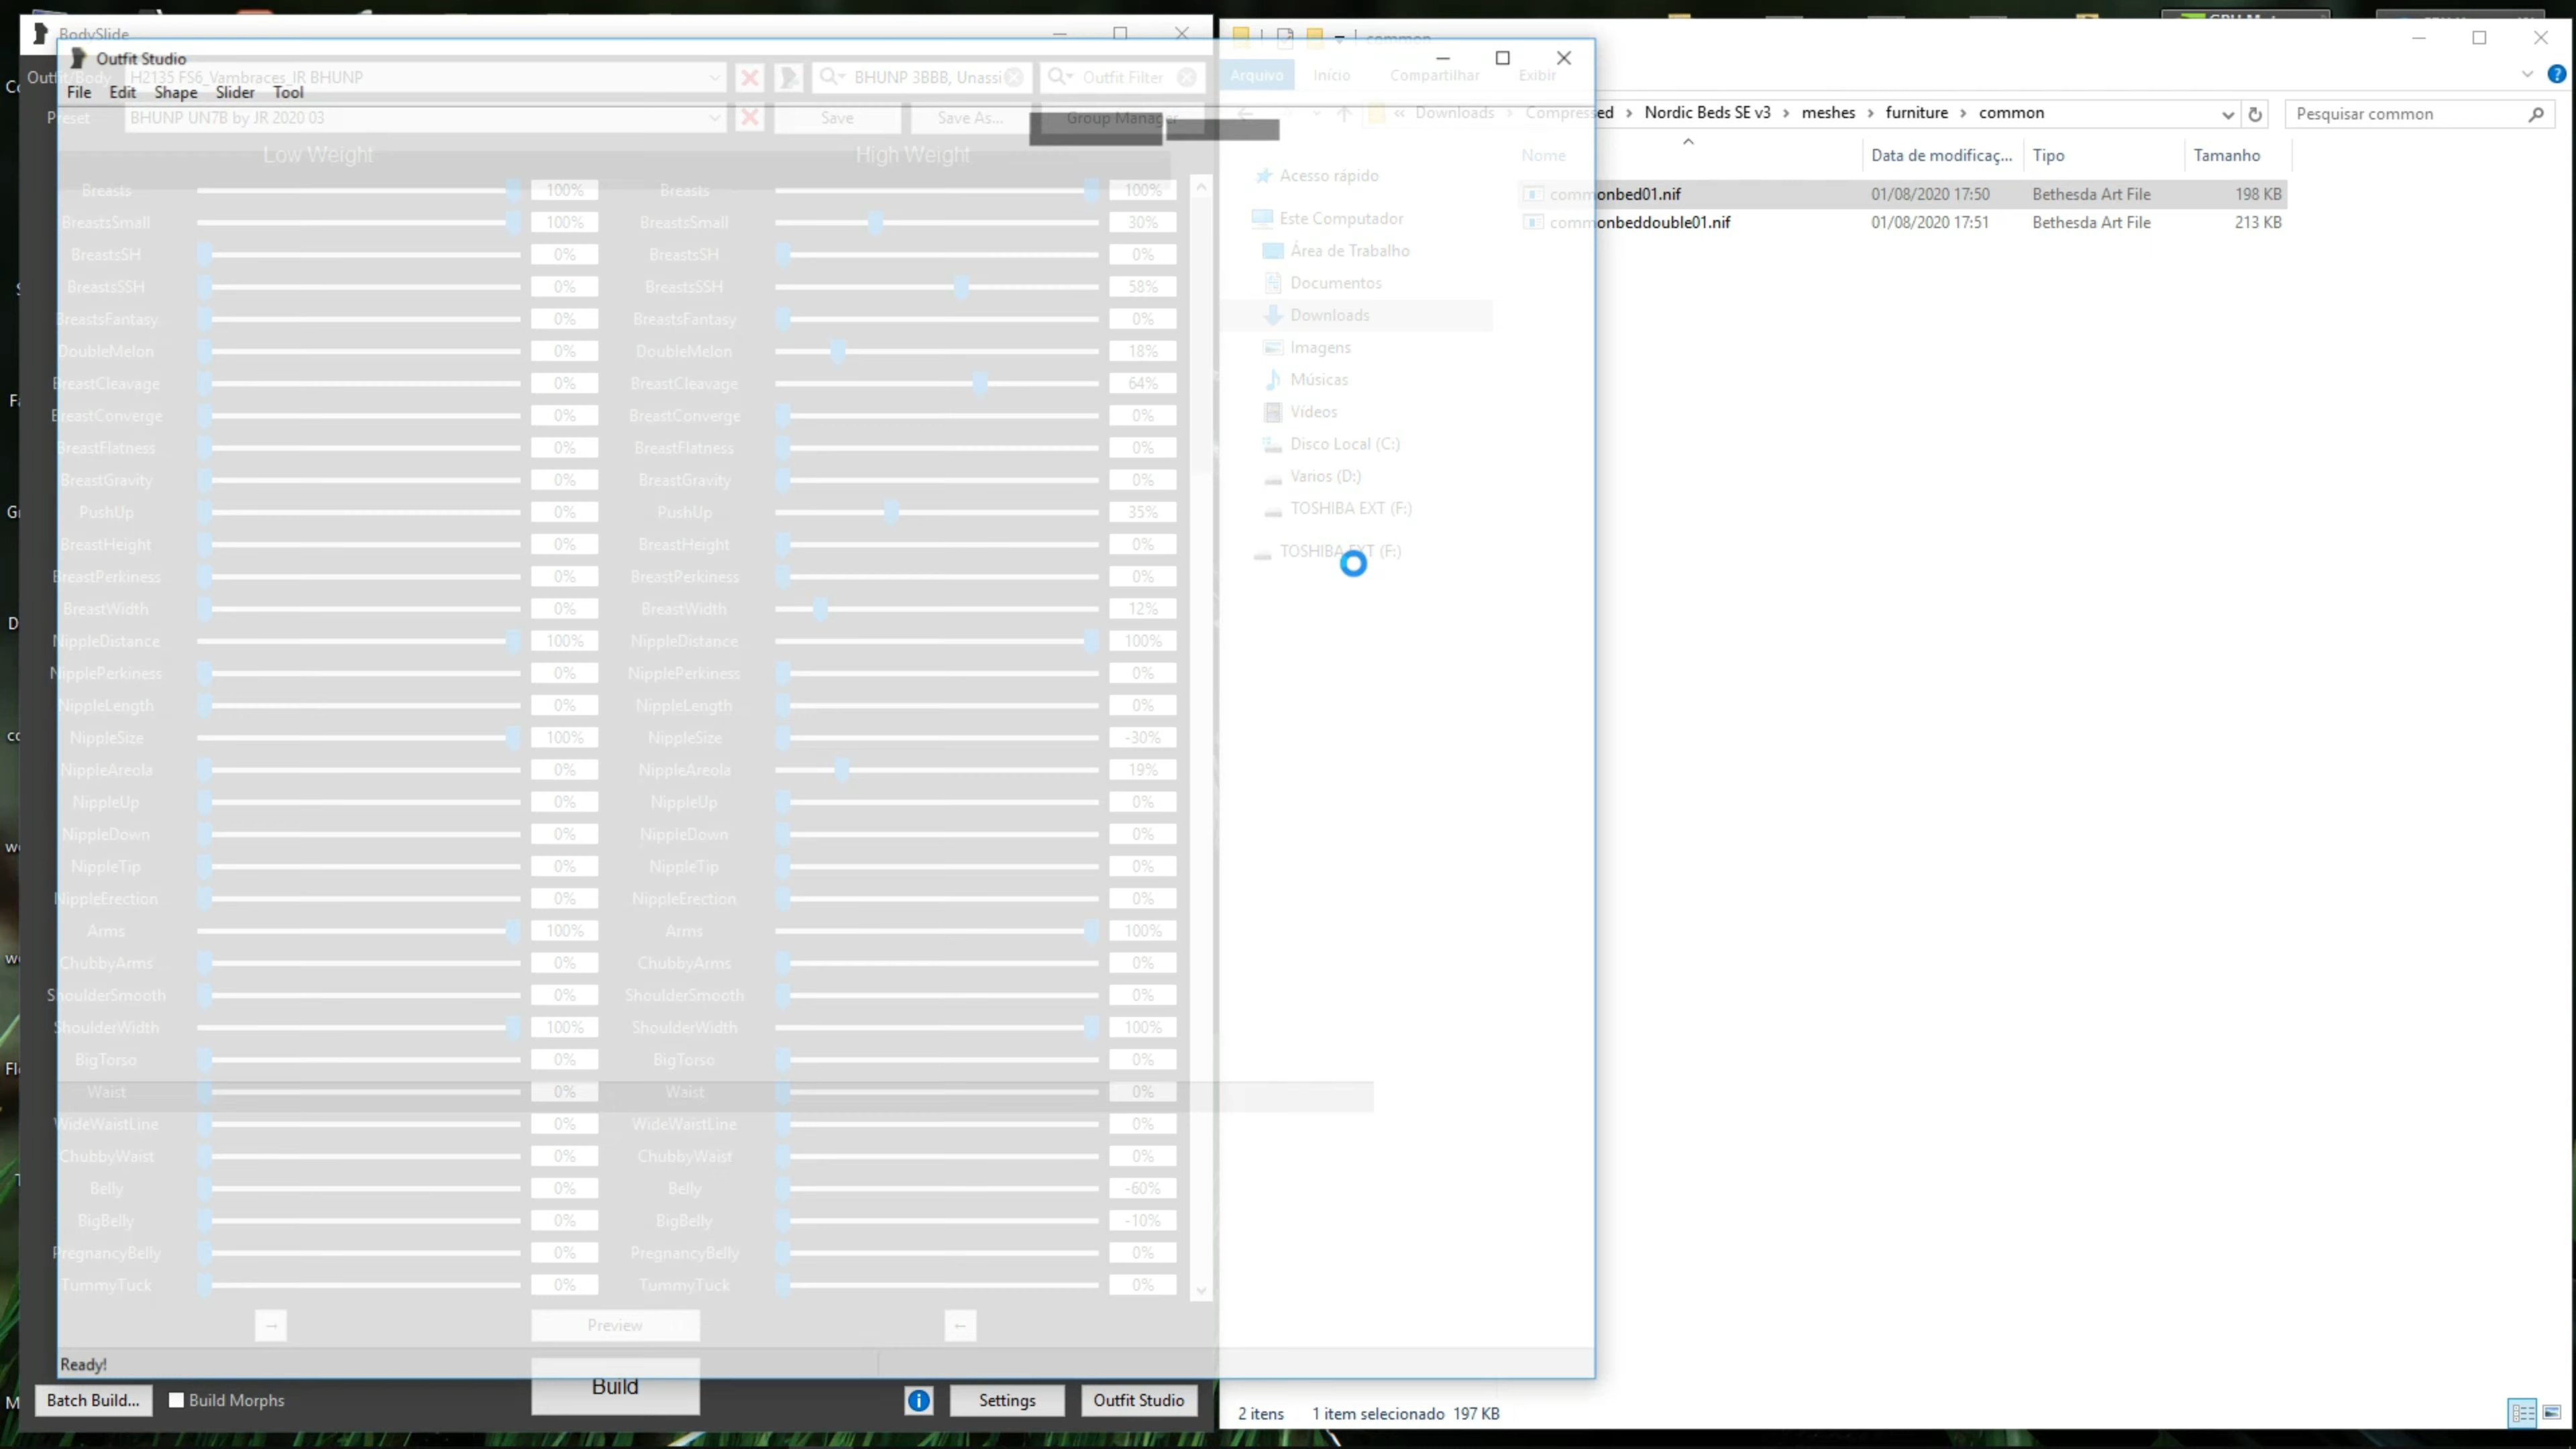 BodySlide
Outfit Studio
Outfit/Body H2135 FS6_Vambraces_IR BHUNP BHUNP 3BBB, Unassi Outfit Filter
File Edit Shape Slider Tool
Preset BHUNP UN7B by JR 2020 03 Save Save As... Group Manager
Low Weight High Weight
Breasts 100% Breasts 100%
BreastsSmall 100% BreastsSmall 30%
BreastsSH 0% BreastsSH 0%
BreastsSSH 0% BreastsSSH 58%
BreastsFantasy 0% BreastsFantasy 0%
DoubleMelon 0% DoubleMelon 18%
BreastCleavage 0% BreastCleavage 64%
BreastConverge 0% BreastConverge 0%
BreastFlatness 0% BreastFlatness 0%
BreastGravity 0% BreastGravity 0%
PushUp 0% PushUp 35%
BreastHeight 0% BreastHeight 0%
BreastPerkiness 0% BreastPerkiness 0%
BreastWidth 0% BreastWidth 12%
NippleDistance 100% NippleDistance 100%
NipplePerkiness 0% NipplePerkiness 0%
NippleLength 0% NippleLength 0%
NippleSize 100% NippleSize -30%
NippleAreola 0% NippleAreola 19%
NippleUp 0% NippleUp 0%
NippleDown 0% NippleDown 0%
NippleTip 0% NippleTip 0%
NippleErection 0% NippleErection 0%
Arms 100% Arms 100%
ChubbyArms 0% ChubbyArms 0%
ShoulderSmooth 0% ShoulderSmooth 0%
ShoulderWidth 100% ShoulderWidth 100%
BigTorso 0% BigTorso 0%
Waist 0% Waist 0%
WideWaistLine 0% WideWaistLine 0%
ChubbyWaist 0% ChubbyWaist 0%
Belly 0% Belly -60%
BigBelly 0% BigBelly -10%
PregnancyBelly 0% PregnancyBelly 0%
TummyTuck 0% TummyTuck 0%
→ Preview ←
Ready!
Batch Build... Build Morphs Build Settings Outfit Studio
common
Arquivo Início Compartilhar Exibir
« Downloads › Compressed › Nordic Beds SE v3 › meshes › furniture › common Pesquisar common
Nome Data de modificaç... Tipo Tamanho
commonbed01.nif 01/08/2020 17:50 Bethesda Art File 198 KB
commonbeddouble01.nif 01/08/2020 17:51 Bethesda Art File 213 KB
Acesso rápido
Este Computador
Área de Trabalho
Documentos
Downloads
Imagens
Músicas
Vídeos
Disco Local (C:)
Varios (D:)
TOSHIBA EXT (F:)
TOSHIBA EXT (F:)
2 itens 1 item selecionado 197 KB